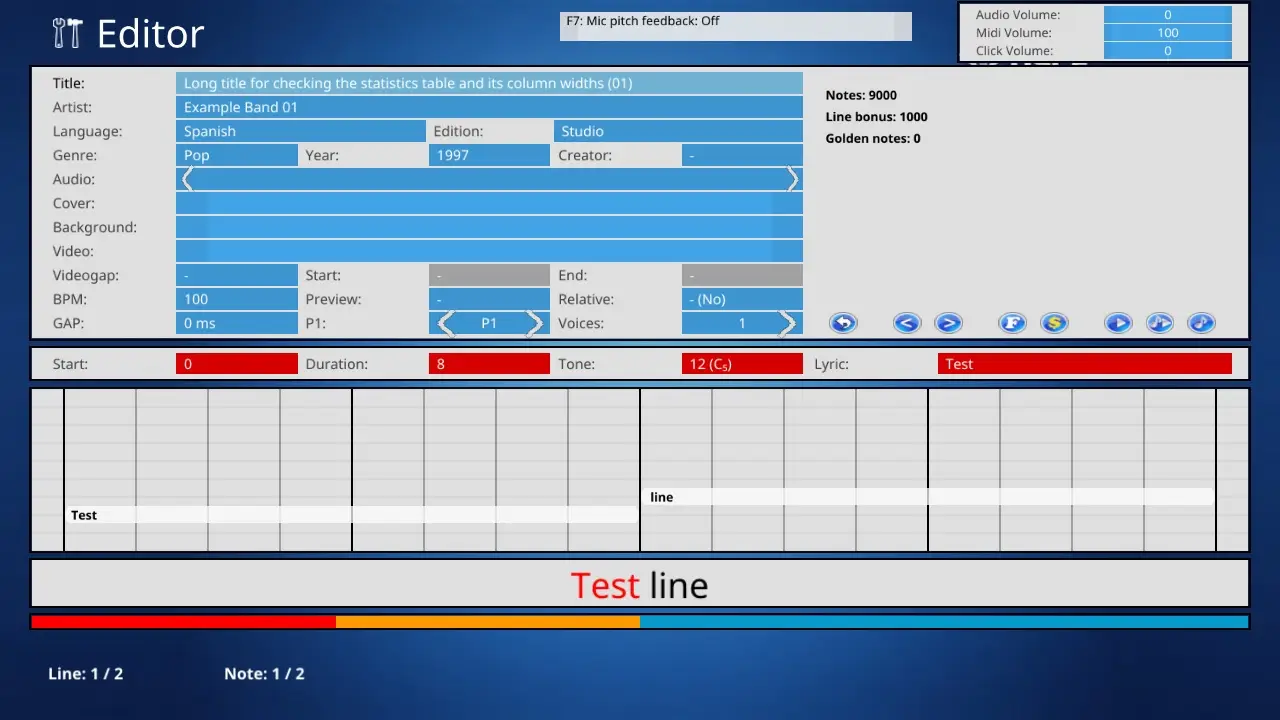 Editor
F7: Mic pitch feedback: Off
Audio Volume: 0
Midi Volume: 100
Click Volume: 0
Title: Long title for checking the statistics table and its column widths (01)
Artist: Example Band 01
Language: Spanish Edition: Studio
Genre: Pop Year: 1997 Creator: -
Audio:
Cover:
Background:
Video:
Videogap: - Start: - End: -
BPM: 100 Preview: - Relative: - (No)
GAP: 0 ms P1: P1 Voices: 1
Notes: 9000
Line bonus: 1000
Golden notes: 0
Start: 0 Duration: 8 Tone: 12 (C₅) Lyric: Test
line
Test
Test line
Line: 1 / 2 Note: 1 / 2